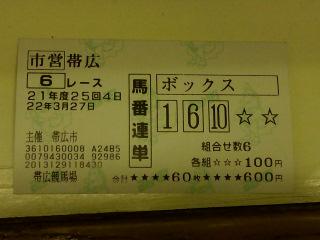 市営帯広
6 レース
21年度25回4日
22年3月27日
主催 帯広市
3610160008 A2485
0079430034 92986
2013129118430
帯広競馬場
馬番連単
ボックス
1 6 10 ☆ ☆
組合せ数6
各組☆☆☆100円
合計★★★★60枚★★★★600円